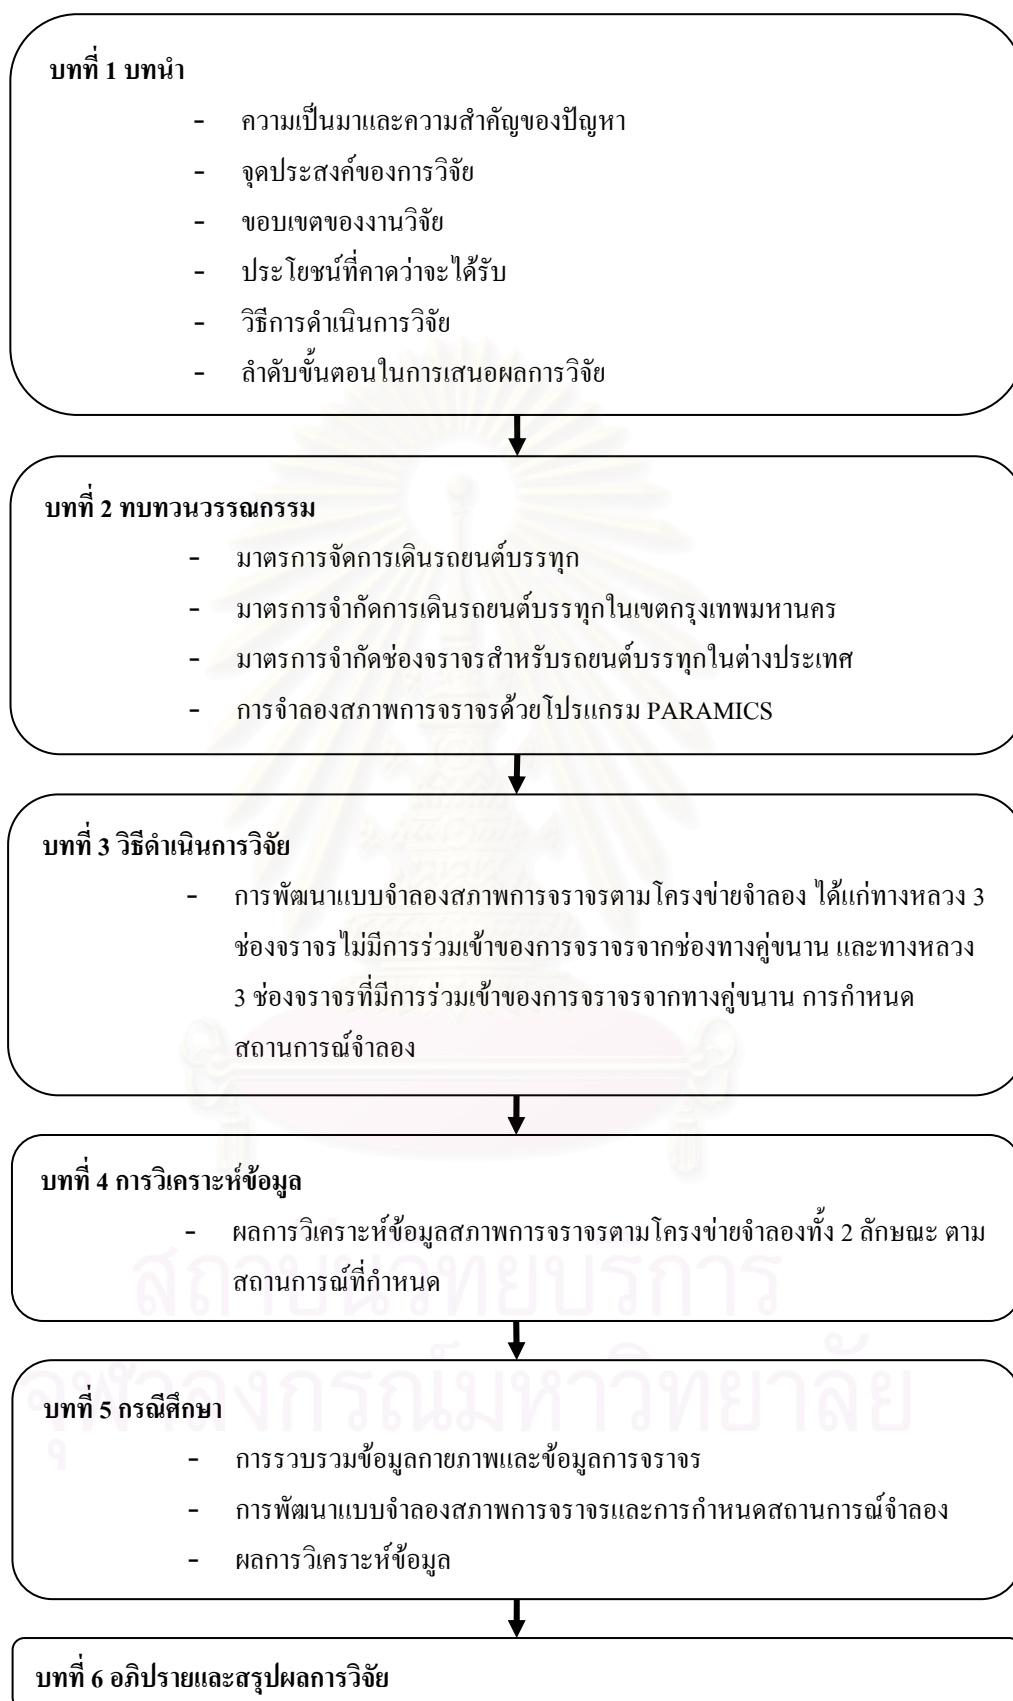 บทที่ 1 บทนำ
- ความเป็นมาและความสำคัญของปัญหา
- จุดประสงค์ของการวิจัย
- ขอบเขตของงานวิจัย
- ประโยชน์ที่คาดว่าจะได้รับ
- วิธีการดำเนินการวิจัย
- ลำดับขั้นตอนในการเสนอผลการวิจัย
บทที่ 2 ทบทวนวรรณกรรม
- มาตรการจัดการเดินรถยนต์บรรทุก
- มาตรการจำกัดการเดินรถยนต์บรรทุกในเขตกรุงเทพมหานคร
- มาตรการจำกัดช่องจราจรสำหรับรถยนต์บรรทุกในต่างประเทศ
- การจำลองสภาพการจราจรด้วยโปรแกรม PARAMICS
บทที่ 3 วิธีดำเนินการวิจัย
- การพัฒนาแบบจำลองสภาพการจราจรตามโครงข่ายจำลอง ได้แก่ทางหลวง 3
ช่องจราจรไม่มีการร่วมเข้าของการจราจรจากช่องทางคู่ขนาน และทางหลวง
3 ช่องจราจรที่มีการร่วมเข้าของการจราจรจากทางคู่ขนาน การกำหนด
สถานการณ์จำลอง
บทที่ 4 การวิเคราะห์ข้อมูล
- ผลการวิเคราะห์ข้อมูลสภาพการจราจรตามโครงข่ายจำลองทั้ง 2 ลักษณะ ตาม
สถานการณ์ที่กำหนด
สถาบันวิทยบริการ
จุฬาลงกรณ์มหาวิทยาลัย
บทที่ 5 กรณีศึกษา
- การรวบรวมข้อมูลกายภาพและข้อมูลการจราจร
- การพัฒนาแบบจำลองสภาพการจราจรและการกำหนดสถานการณ์จำลอง
- ผลการวิเคราะห์ข้อมูล
บทที่ 6 อภิปรายและสรุปผลการวิจัย